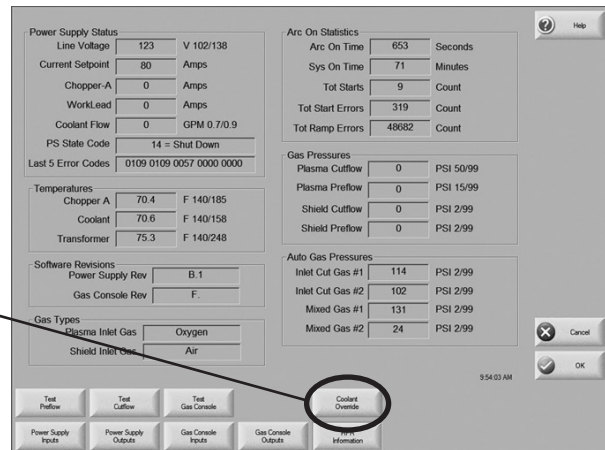 Power Supply Status
Line Voltage 123 V 102/138
Current Setpoint 80 Amps
Chopper-A 0 Amps
WorkLead 0 Amps
Coolant Flow 0 GPM 0.7/0.9
PS State Code 14 = Shut Down
Last 5 Error Codes 0109 0109 0057 0000 0000
Temperatures
Chopper A 70.4 F 140/185
Coolant 70.6 F 140/158
Transformer 75.3 F 140/248
Software Revisions
Power Supply Rev B.1
Gas Console Rev F.
Gas Types
Plasma Inlet Gas Oxygen
Shield Inlet Gas Air
Arc On Statistics
Arc On Time 653 Seconds
Sys On Time 71 Minutes
Tot Starts 9 Count
Tot Start Errors 319 Count
Tot Ramp Errors 48682 Count
Gas Pressures
Plasma Cutflow 0 PSI 50/99
Plasma Preflow 0 PSI 15/99
Shield Cutflow 0 PSI 2/99
Shield Preflow 0 PSI 2/99
Auto Gas Pressures
Inlet Cut Gas #1 114 PSI 2/99
Inlet Cut Gas #2 102 PSI 2/99
Mixed Gas #1 131 PSI 2/99
Mixed Gas #2 24 PSI 2/99
Help
Cancel
OK
9:54:03 AM
Test Preflow
Test Cutflow
Test Gas Console
Coolant Override
Power Supply Inputs
Power Supply Outputs
Gas Console Inputs
Gas Console Outputs
Information